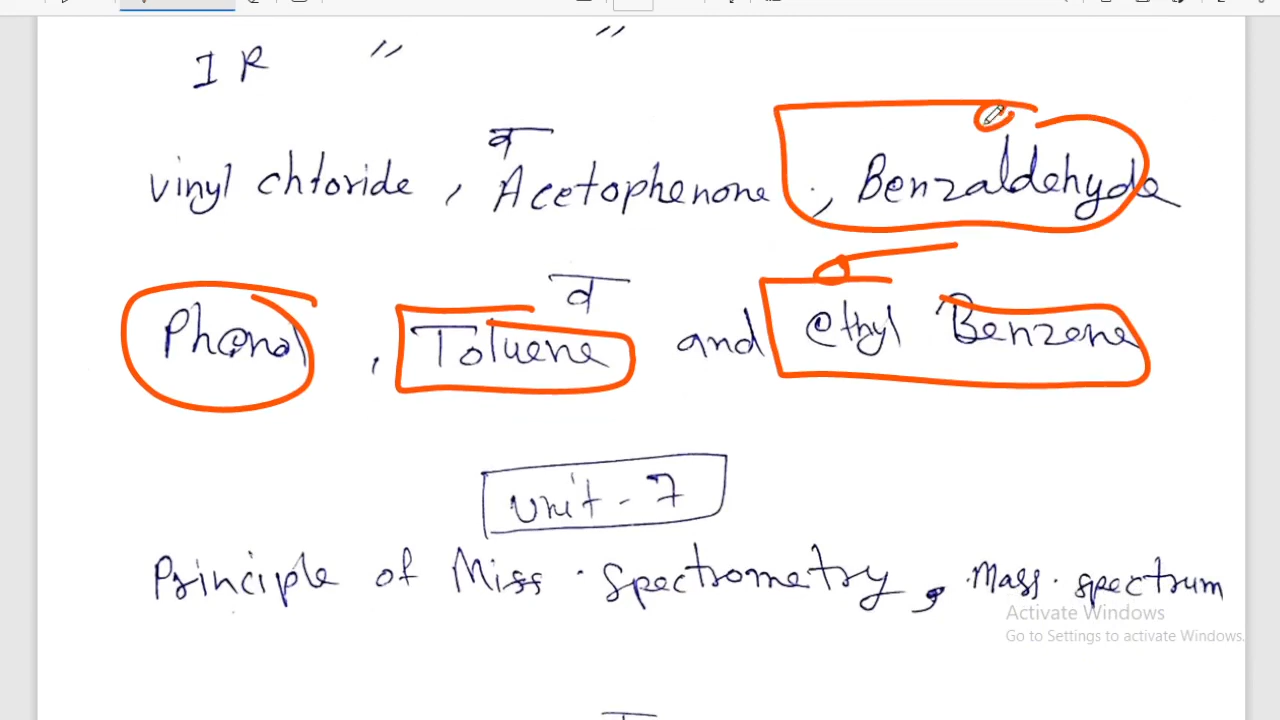 IR " "
व
vinyl chloride, Acetophenone, Benzaldehyde
व
Phenol, Toluene and ethyl Benzene
Unit-7
Principle of Miss. spectrometry, Mass. spectrum
Activate Windows
Go to Settings to activate Windows.